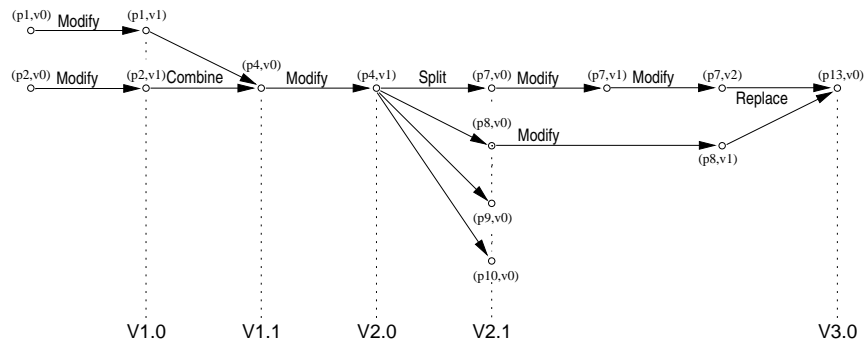 (p1,v0) Modify (p1,v1)
(p2,v0) Modify (p2,v1) Combine (p4,v0) Modify (p4,v1) Split (p7,v0) Modify (p7,v1) Modify (p7,v2) Replace (p13,v0)
(p8,v0) Modify (p8,v1)
(p9,v0)
(p10,v0)
V1.0 V1.1 V2.0 V2.1 V3.0